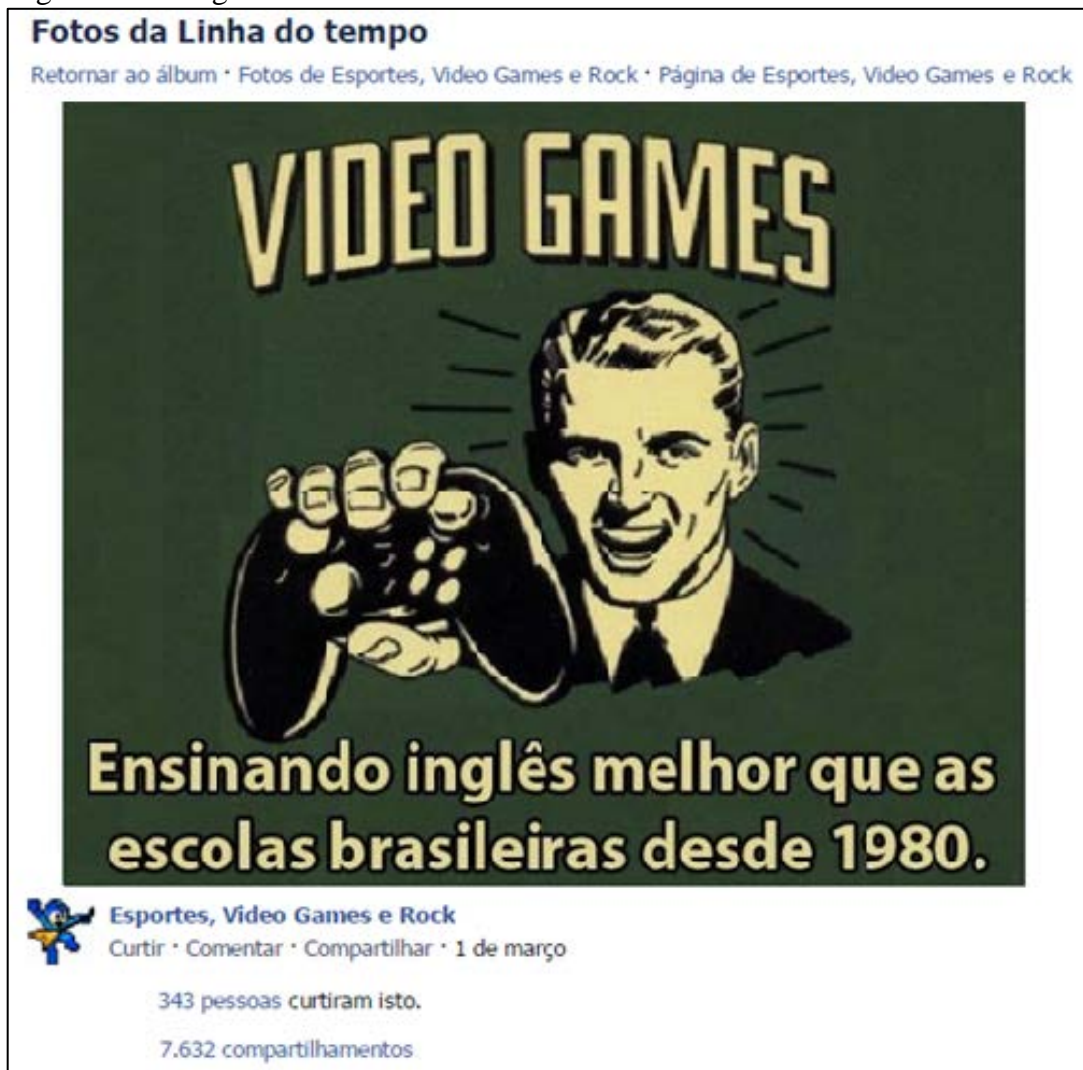 Fotos da Linha do tempo
Retornar ao álbum · Fotos de Esportes, Video Games e Rock · Página de Esportes, Video Games e Rock
VIDEO GAMES
Ensinando inglês melhor que as
escolas brasileiras desde 1980.
Esportes, Video Games e Rock
Curtir · Comentar · Compartilhar · 1 de março
343 pessoas curtiram isto.
7.632 compartilhamentos